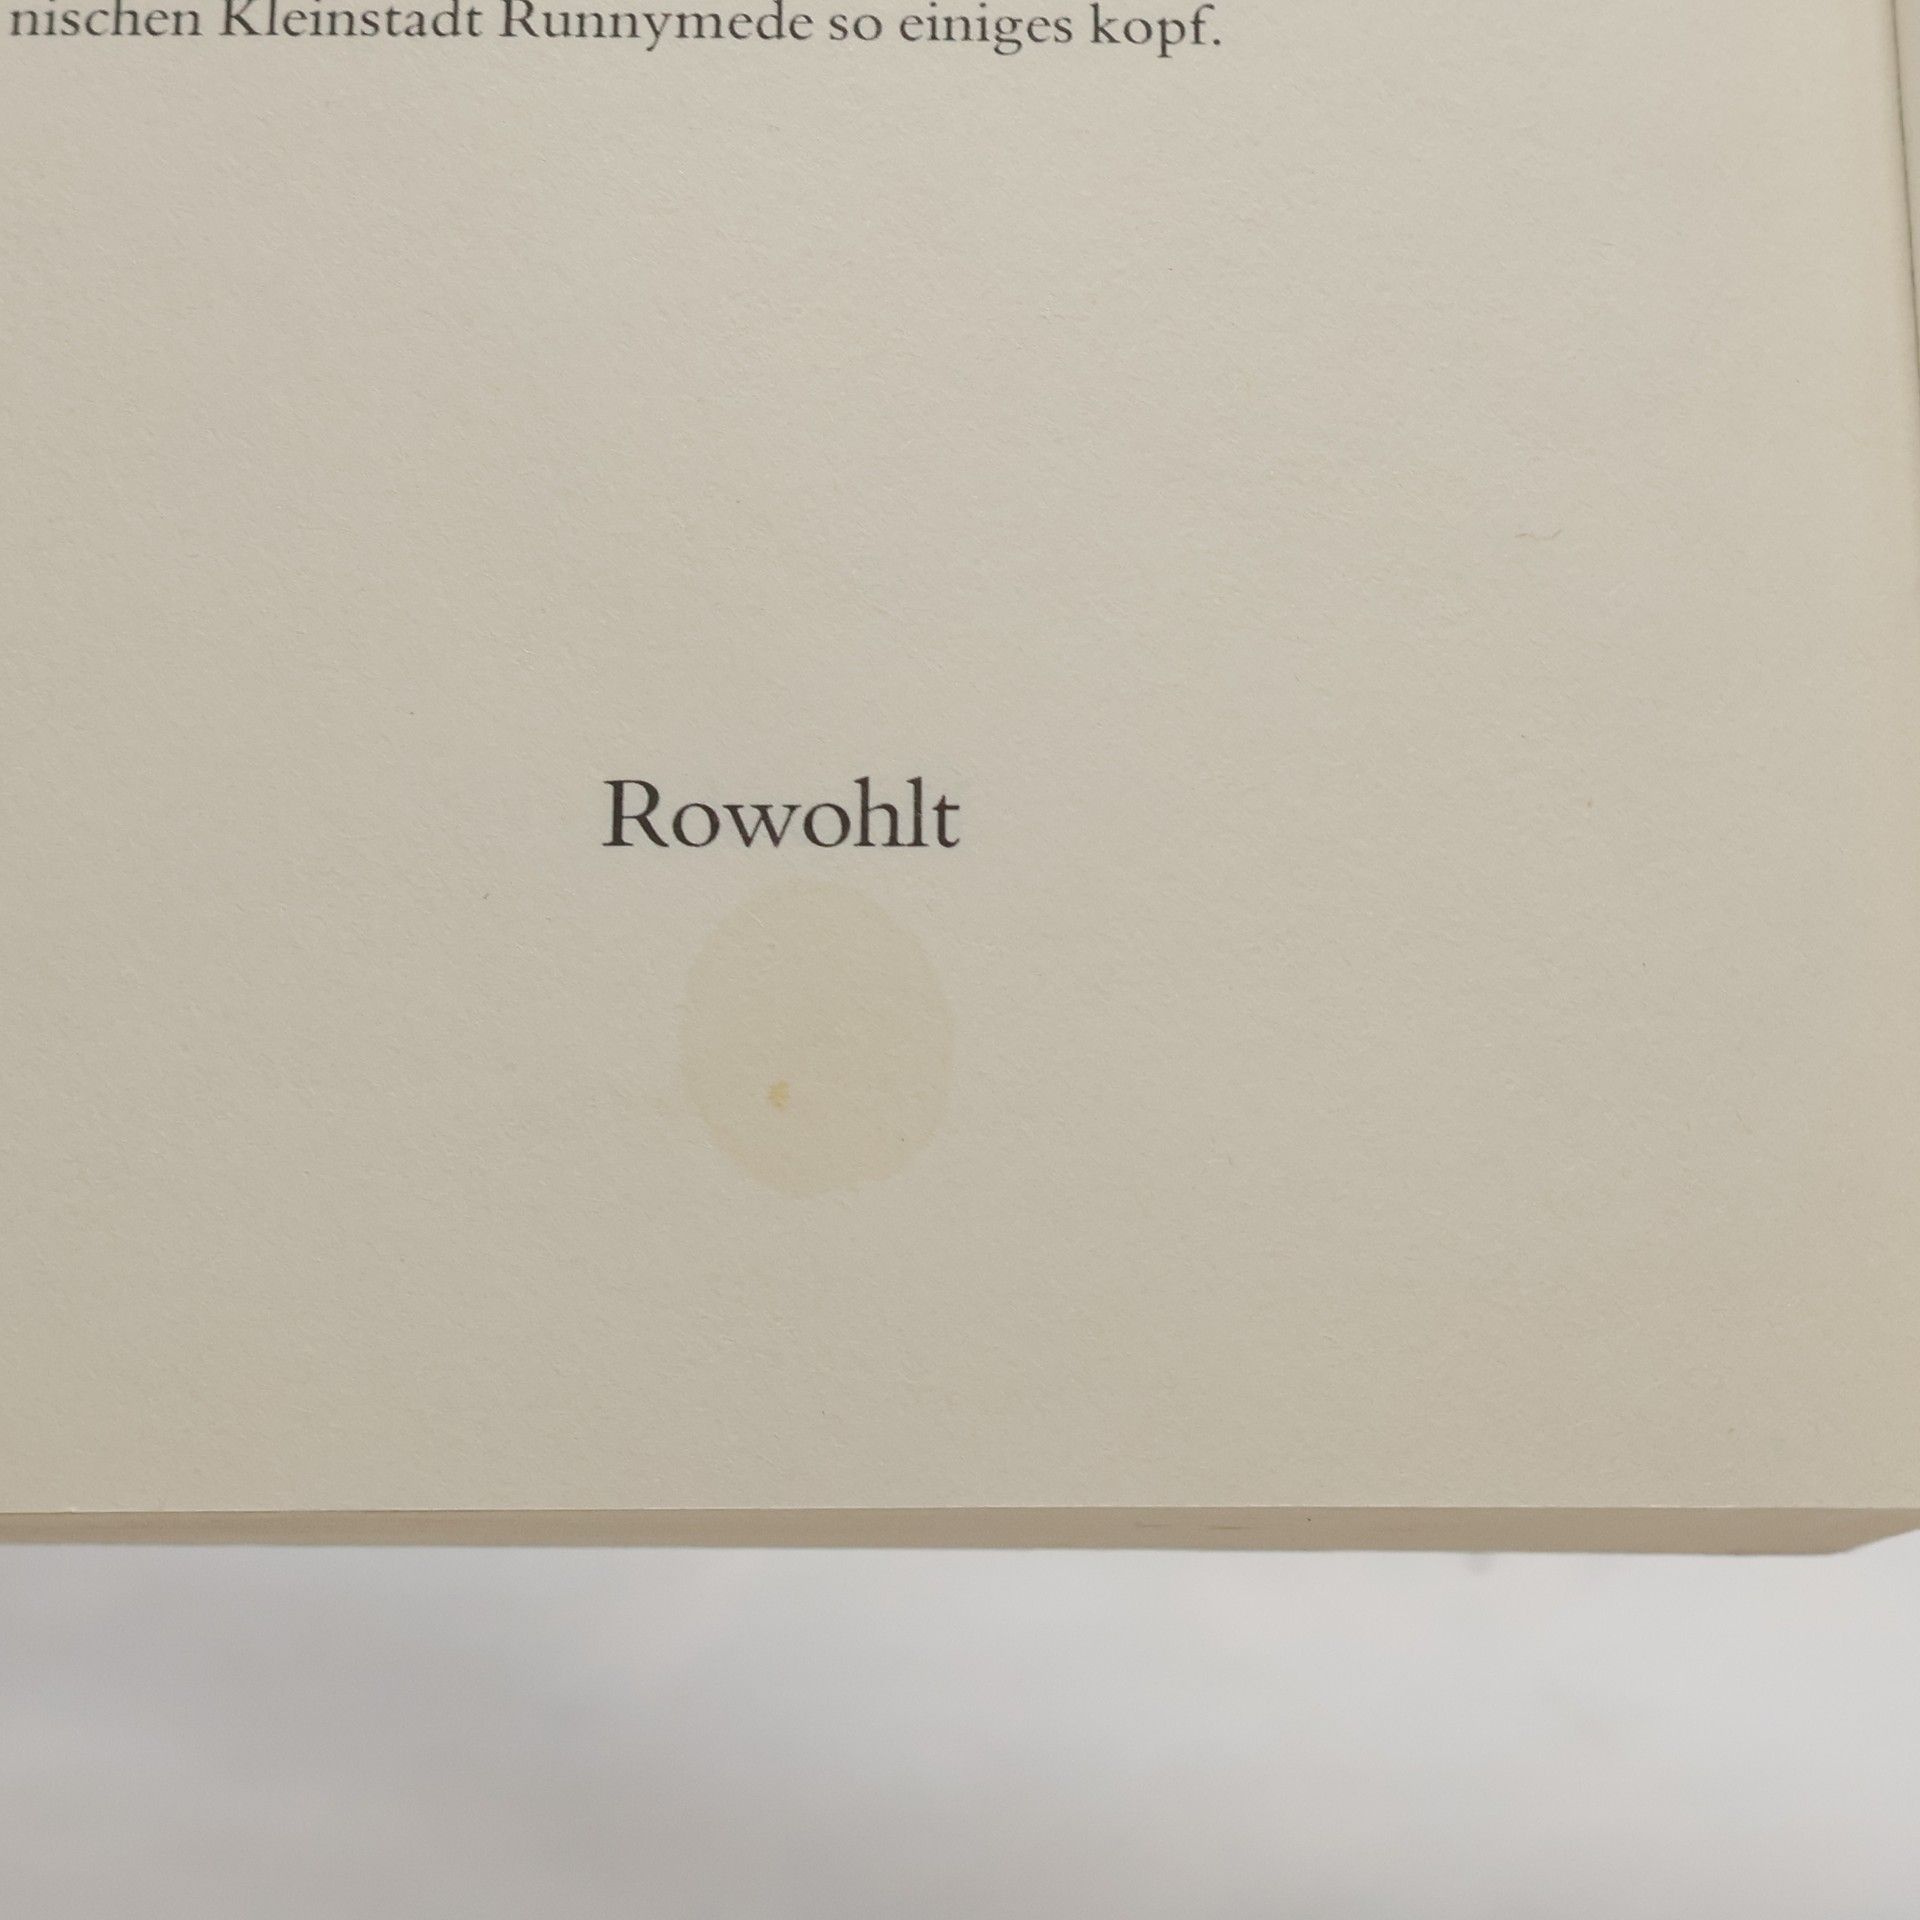 nischen Kleinstadt Runnymede so einiges kopf.
Rowohlt